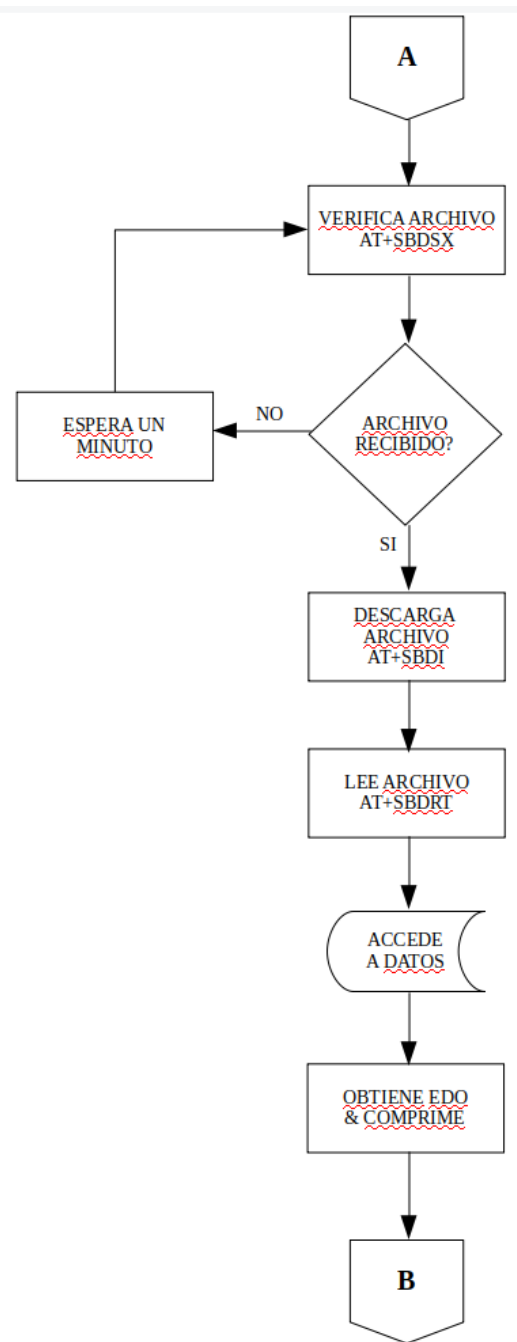 A
VERIFICA ARCHIVO
AT+SBDSX
NO
ESPERA UN
MINUTO
ARCHIVO
RECIBIDO?
SI
DESCARGA
ARCHIVO
AT+SBDI
LEE ARCHIVO
AT+SBDRT
ACCEDE
A DATOS
OBTIENE EDO
& COMPRIME
B